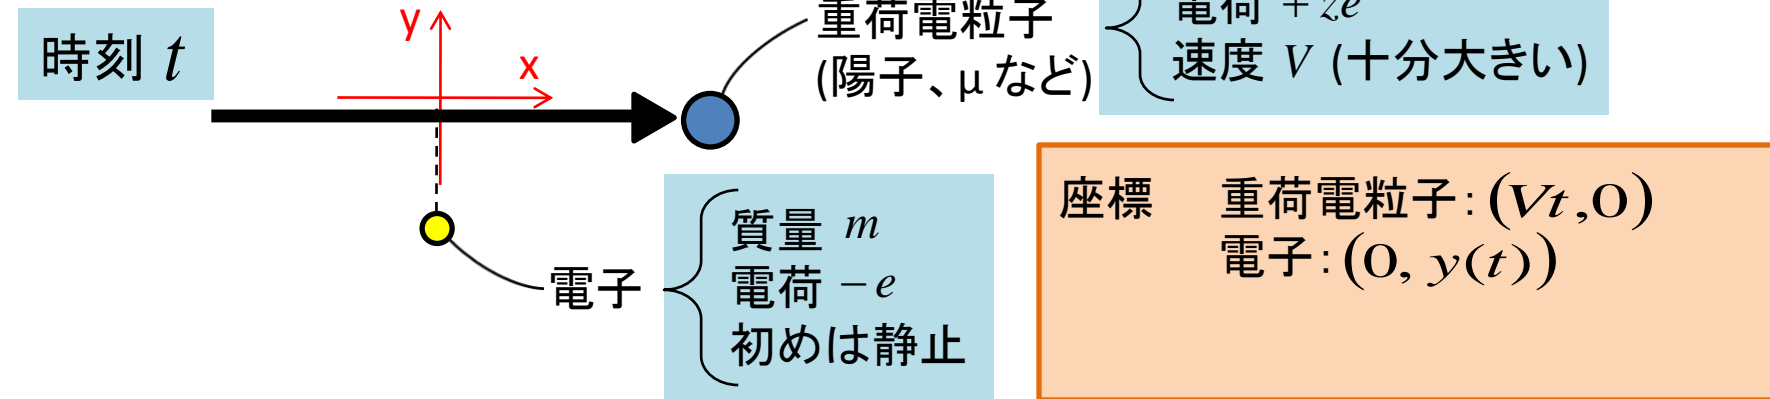 時刻 t
y
x
重荷電粒子
(陽子、μ など)
電荷 +ze
速度 V (十分大きい)
質量 m
電荷 −e
初めは静止
電子
座標 重荷電粒子：(Vt,0)
電子：(0, y(t))